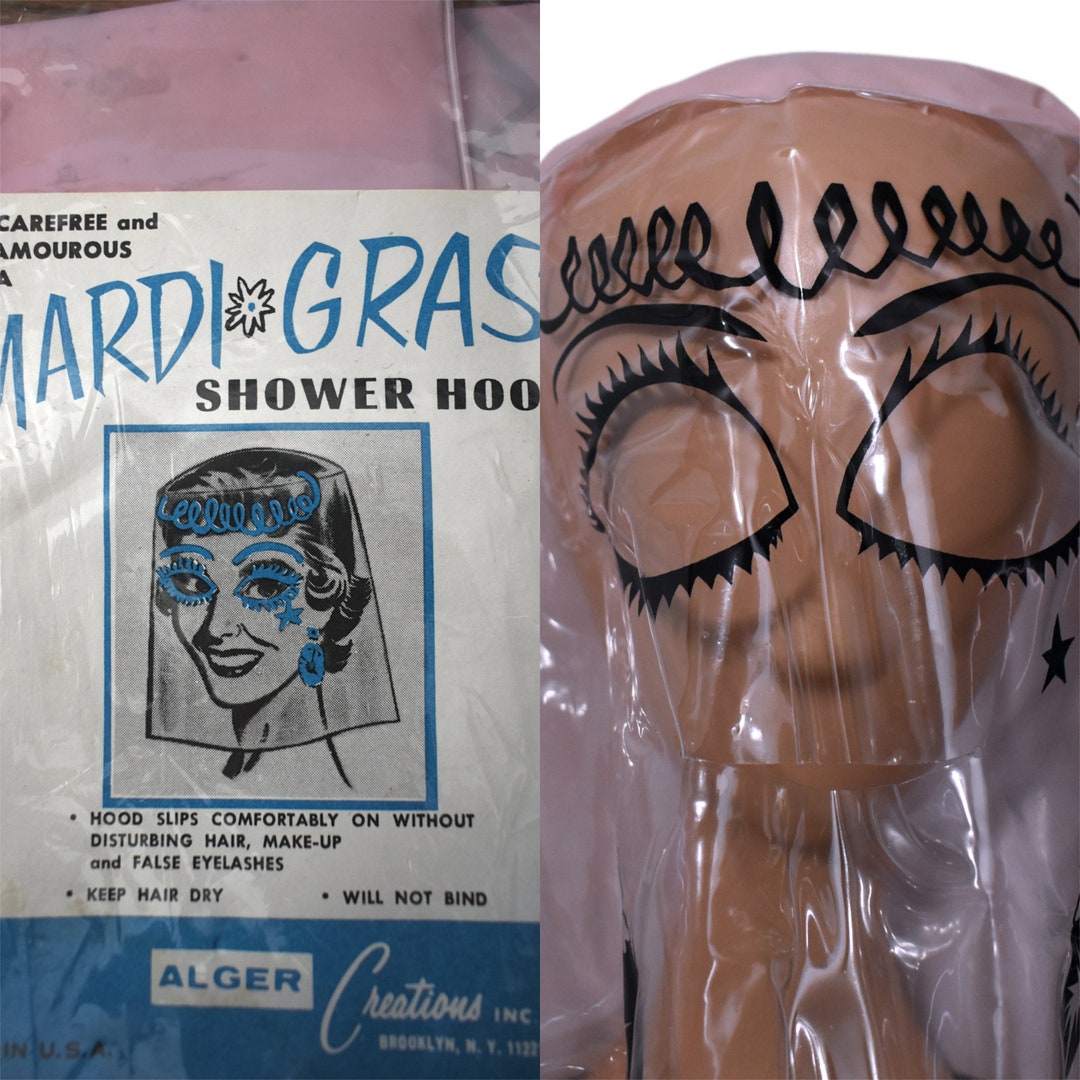 CAREFREE and
AMOUROUS
A
MARDI GRAS
SHOWER HOO
• HOOD SLIPS COMFORTABLY ON WITHOUT
DISTURBING HAIR, MAKE-UP
and FALSE EYELASHES
• KEEP HAIR DRY • WILL NOT BIND
ALGER Creations INC
BROOKLYN, N. Y. 112
IN U.S.A.